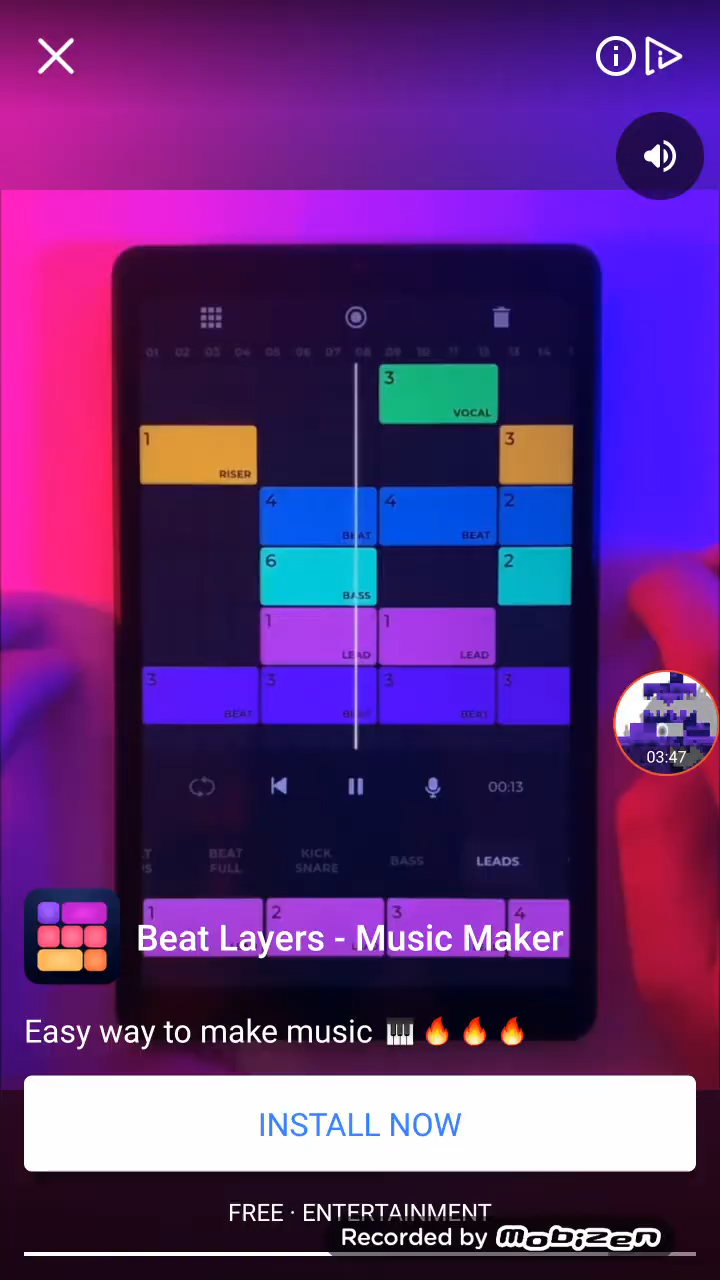 01 02 03 04 05 06 07 08 09 10 11 12 13 14
3
VOCAL
1
RISER
3
4
BEAT
4
BEAT
2
6
BASS
2
1
LEAD
1
LEAD
3
BEAT
3
BEAT
3
BEAT
3
03:47
00:13
BEAT
FULL
KICK
SNARE
BASS
LEADS
1
2
3
4
Beat Layers - Music Maker
Easy way to make music 🎹🔥🔥🔥
INSTALL NOW
FREE · ENTERTAINMENT
Recorded by Mobizen